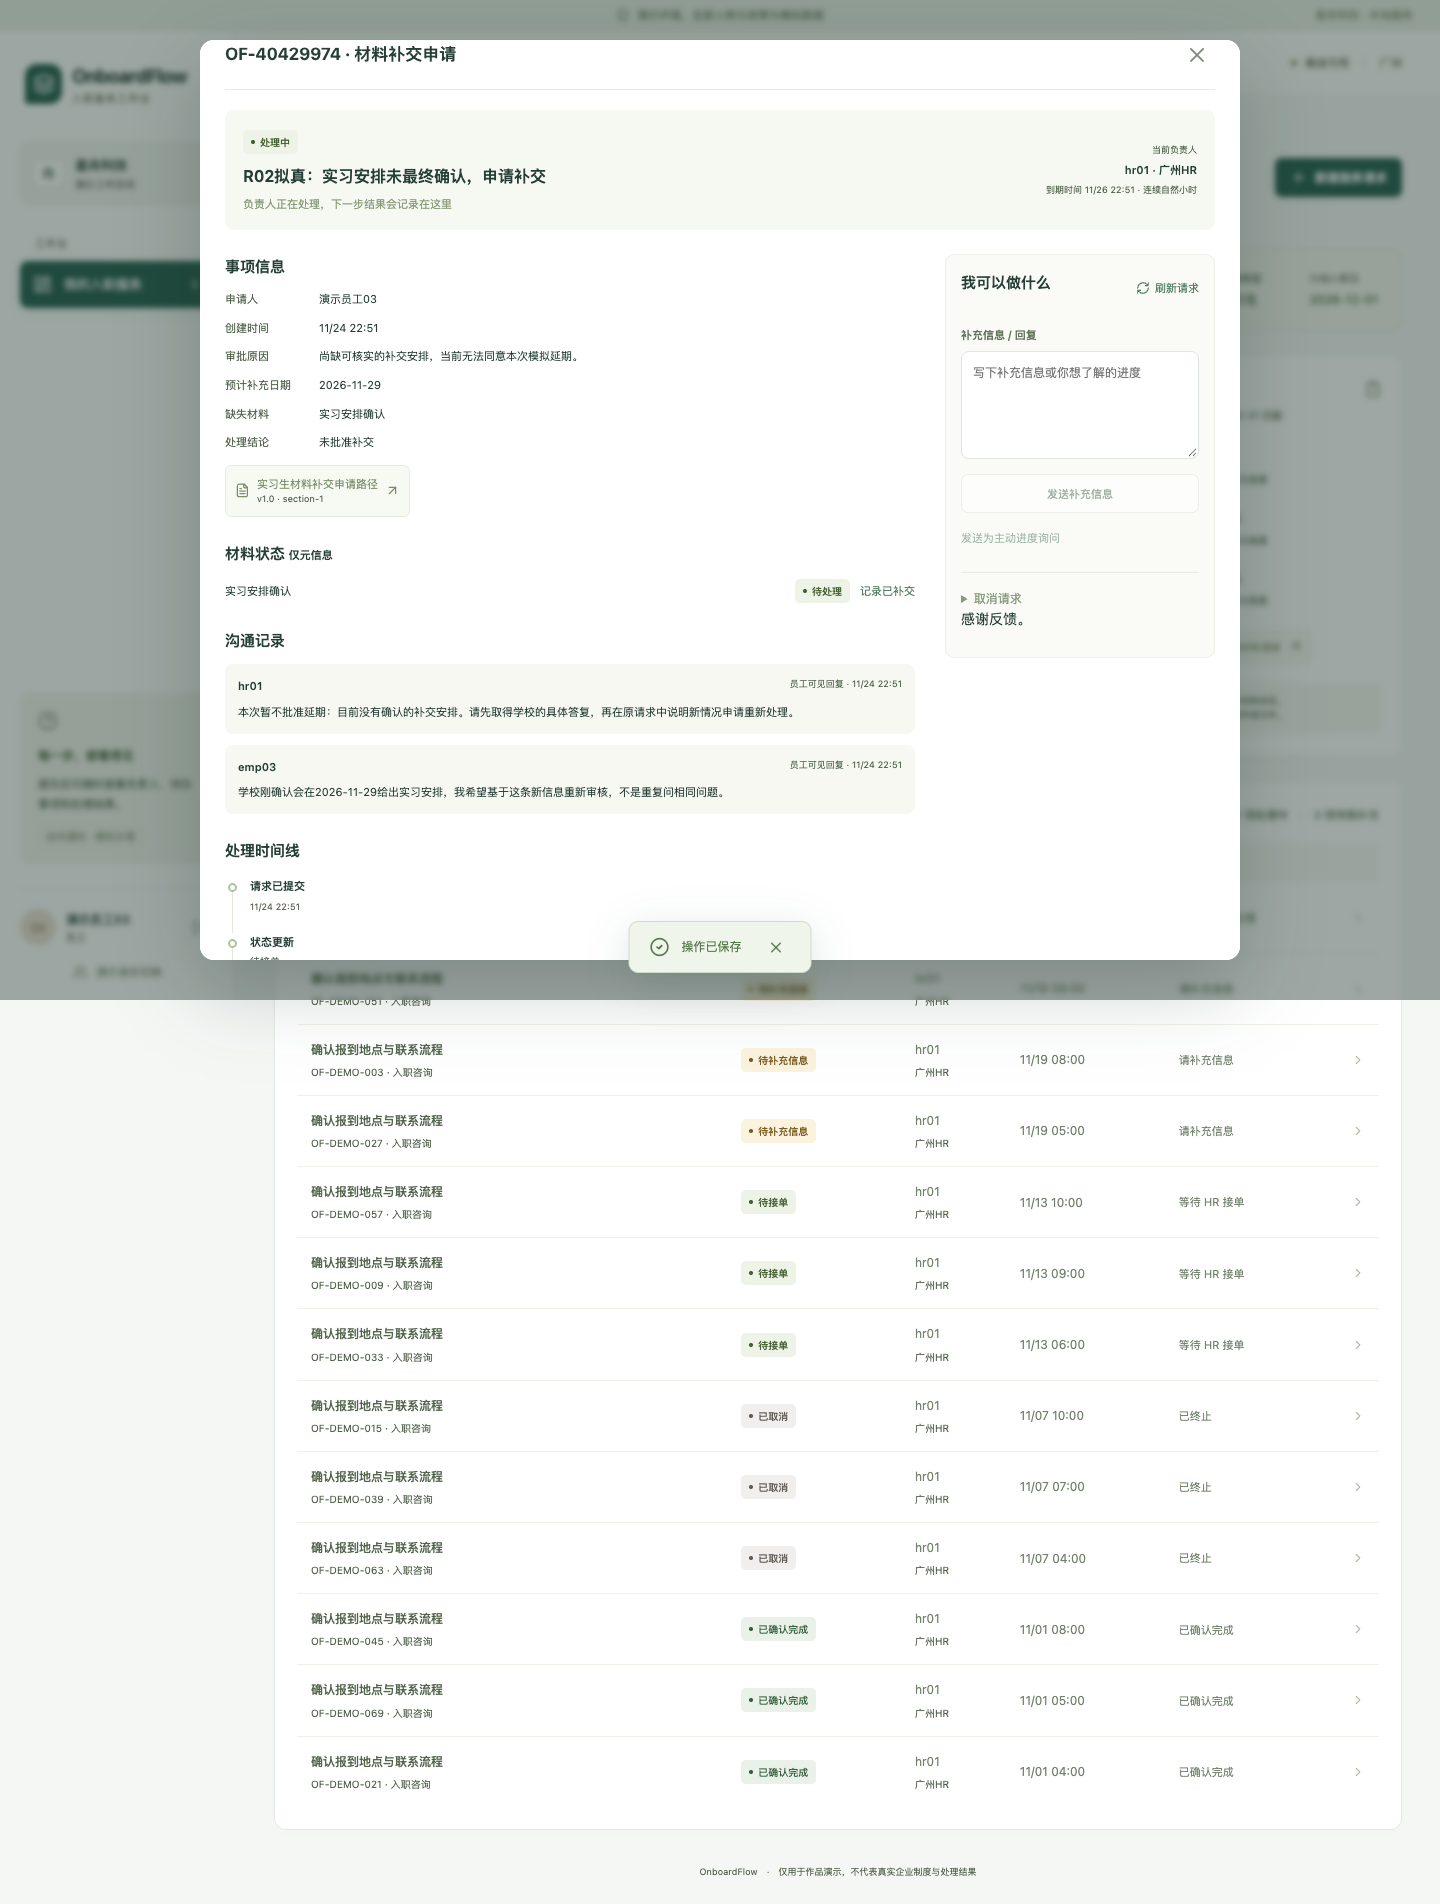 OnboardFlow
OF-40429974 · 材料补交申请
处理中
R02拟真：实习安排未最终确认，申请补交
负责人正在处理，下一步结果会记录在这里
当前负责人
hr01 · 广州HR
到期时间 11/26 22:51 · 连续自然小时
事项信息
申请人 演示员工03
创建时间 11/24 22:51
审批原因 尚缺可核实的补交安排，当前无法同意本次模拟延期。
预计补充日期 2026-11-29
缺失材料 实习安排确认
处理结论 未批准补交
实习生材料补交申请路径
v1.0 · section-1
材料状态 仅元信息
实习安排确认 待处理 记录已补交
沟通记录
hr01 员工可见回复 · 11/24 22:51
本次暂不批准延期：目前没有确认的补交安排。请先取得学校的具体答复，再在原请求中说明新情况申请重新处理。
emp03 员工可见回复 · 11/24 22:51
学校刚确认会在2026-11-29给出实习安排，我希望基于这条新信息重新审核，不是重复问相同问题。
处理时间线
请求已提交
11/24 22:51
状态更新
待接单
我可以做什么
刷新请求
补充信息 / 回复
写下补充信息或你想了解的进度
发送补充信息
发送为主动进度询问
取消请求
感谢反馈。
操作已保存
OF-DEMO-051 · 入职咨询 广州HR
确认报到地点与联系流程 待补充信息 hr01 11/19 08:00 请补充信息
OF-DEMO-003 · 入职咨询 广州HR
确认报到地点与联系流程 待补充信息 hr01 11/19 05:00 请补充信息
OF-DEMO-027 · 入职咨询 广州HR
确认报到地点与联系流程 待接单 hr01 11/13 10:00 等待 HR 接单
OF-DEMO-057 · 入职咨询 广州HR
确认报到地点与联系流程 待接单 hr01 11/13 09:00 等待 HR 接单
OF-DEMO-009 · 入职咨询 广州HR
确认报到地点与联系流程 待接单 hr01 11/13 06:00 等待 HR 接单
OF-DEMO-033 · 入职咨询 广州HR
确认报到地点与联系流程 已取消 hr01 11/07 10:00 已终止
OF-DEMO-015 · 入职咨询 广州HR
确认报到地点与联系流程 已取消 hr01 11/07 07:00 已终止
OF-DEMO-039 · 入职咨询 广州HR
确认报到地点与联系流程 已取消 hr01 11/07 04:00 已终止
OF-DEMO-063 · 入职咨询 广州HR
确认报到地点与联系流程 已确认完成 hr01 11/01 08:00 已确认完成
OF-DEMO-045 · 入职咨询 广州HR
确认报到地点与联系流程 已确认完成 hr01 11/01 05:00 已确认完成
OF-DEMO-069 · 入职咨询 广州HR
确认报到地点与联系流程 已确认完成 hr01 11/01 04:00 已确认完成
OF-DEMO-021 · 入职咨询 广州HR
OnboardFlow · 仅用于作品演示，不代表真实企业制度与处理结果